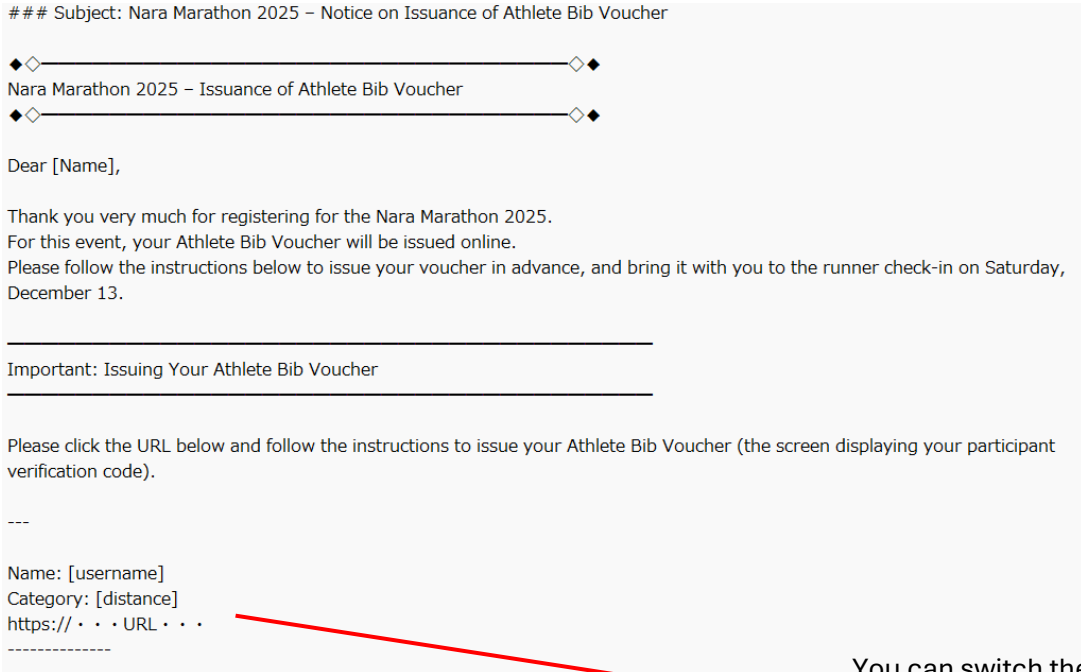 ### Subject: Nara Marathon 2025 – Notice on Issuance of Athlete Bib Voucher
◆◇━━━━━━━━━━━━━━━━━━━━━━━━━━━━━━━◇◆
Nara Marathon 2025 – Issuance of Athlete Bib Voucher
◆◇━━━━━━━━━━━━━━━━━━━━━━━━━━━━━━━◇◆
Dear [Name],
Thank you very much for registering for the Nara Marathon 2025.
For this event, your Athlete Bib Voucher will be issued online.
Please follow the instructions below to issue your voucher in advance, and bring it with you to the runner check-in on Saturday,
December 13.
━━━━━━━━━━━━━━━━━━━━━━━━━━━━━━━━━━━━━━
Important: Issuing Your Athlete Bib Voucher
━━━━━━━━━━━━━━━━━━━━━━━━━━━━━━━━━━━━━━
Please click the URL below and follow the instructions to issue your Athlete Bib Voucher (the screen displaying your participant
verification code).
---
Name: [username]
Category: [distance]
https://・・・URL・・・
--------------
You can switch the